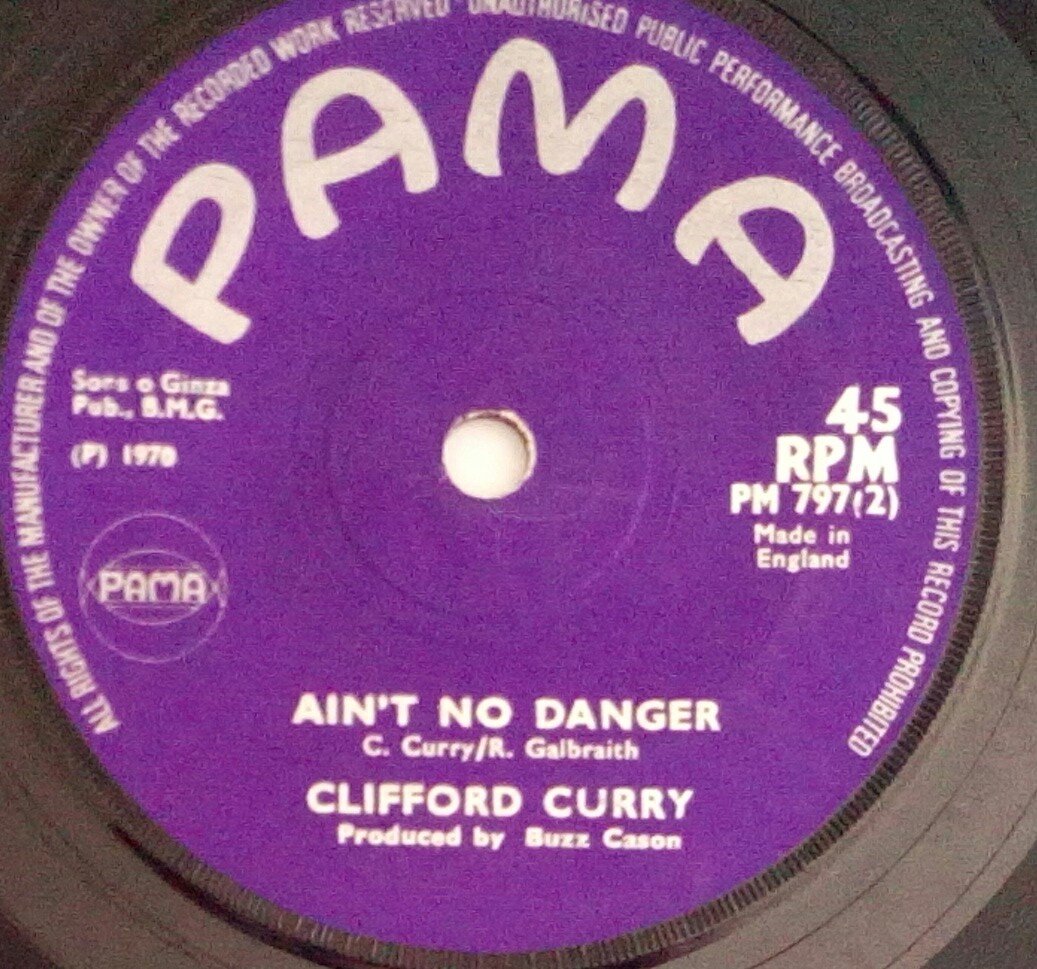 ALL RIGHTS OF THE MANUFACTURER AND OF THE OWNER OF THE RECORDED WORK RESERVED UNAUTHORISED PUBLIC PERFORMANCE BROADCASTING AND COPYING OF THIS RECORD PROHIBITED
PAMA
Sons o Ginza
Pub., B.M.G.
(P) 1970
45
RPM
PM 797(2)
Made in
England
PAMA
AIN'T NO DANGER
C. Curry/R. Galbraith
CLIFFORD CURRY
Produced by Buzz Cason